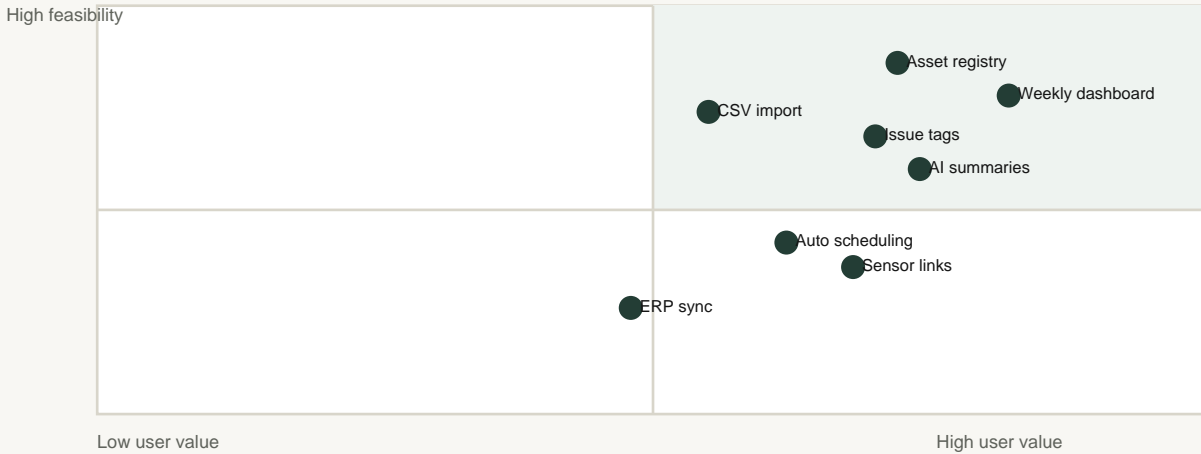 High feasibility
Asset registry
Weekly dashboard
CSV import
Issue tags
AI summaries
Auto scheduling
Sensor links
ERP sync
Low user value
High user value